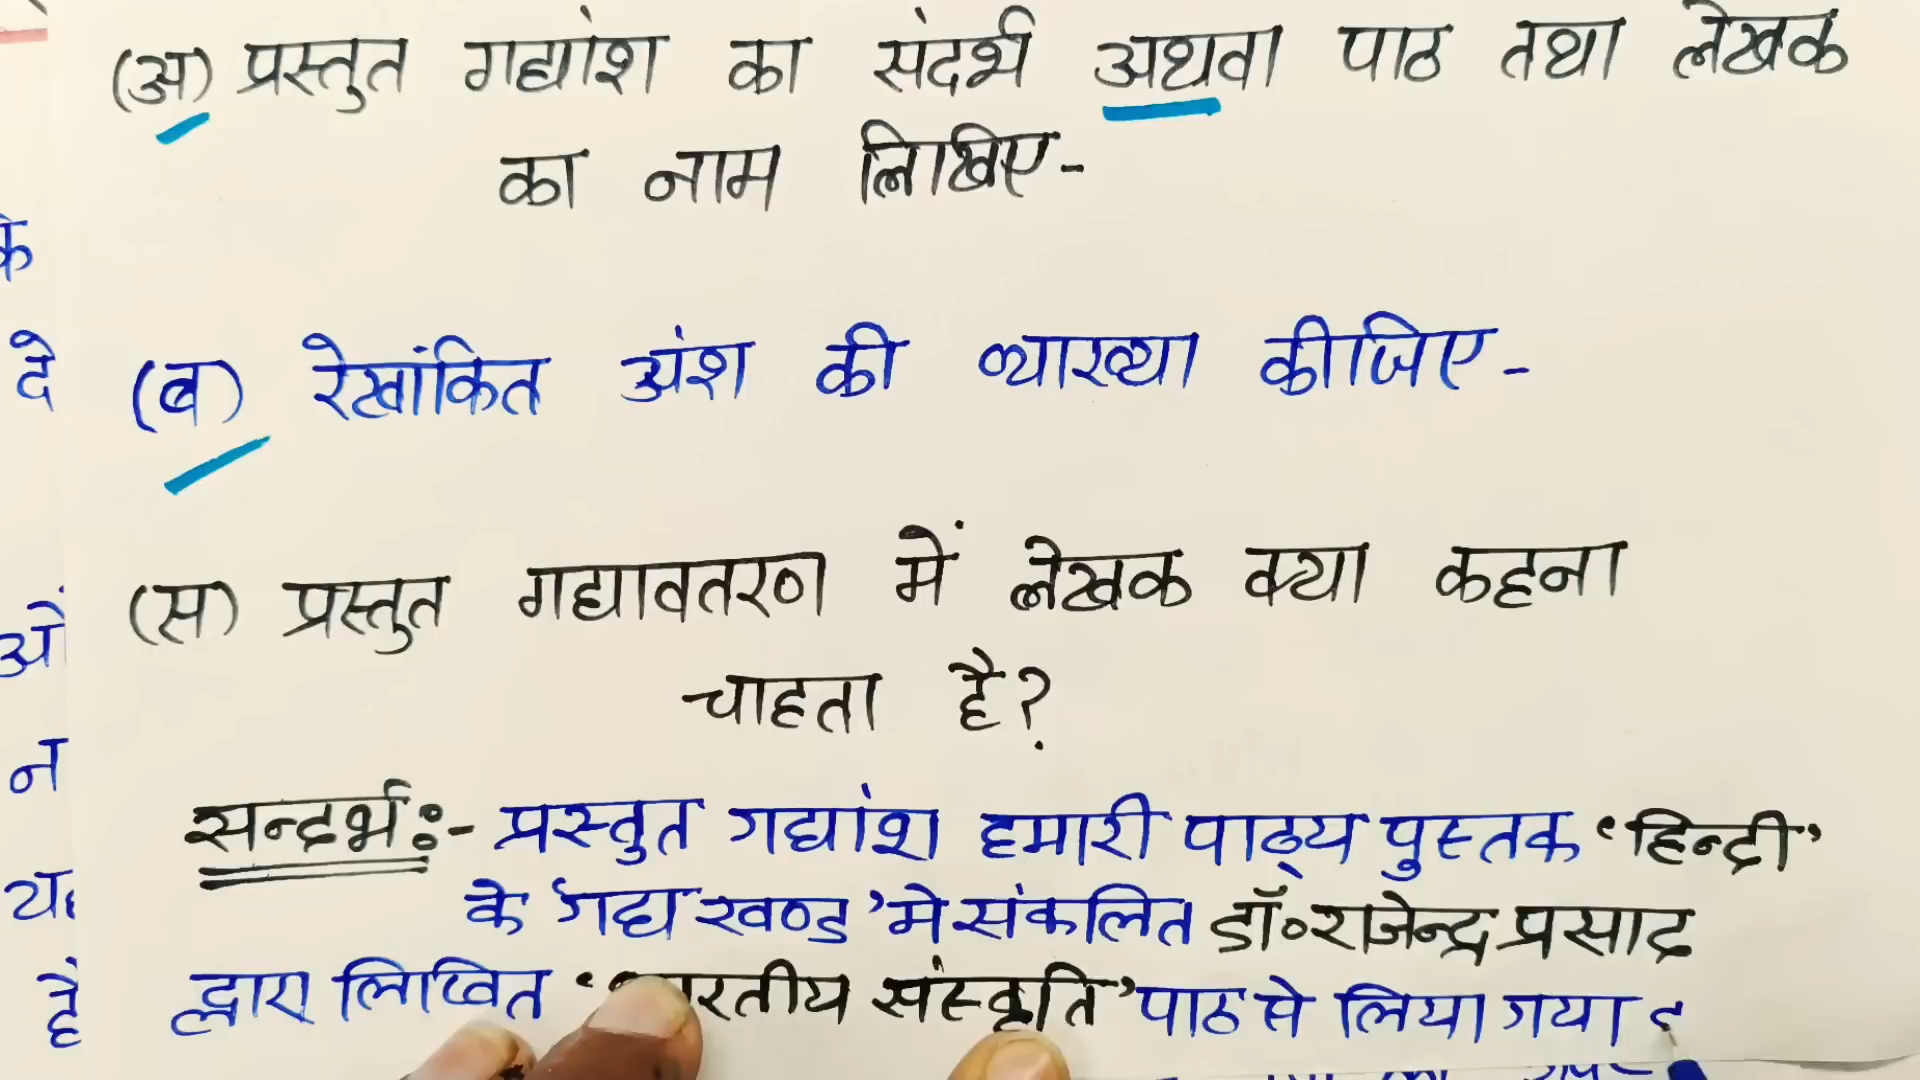 (अ) प्रस्तुत गद्यांश का संदर्भ अथवा पाठ तथा लेखक
का नाम लिखिए-
के
दे
(ब) रेखांकित अंश की व्याख्या कीजिए-
(स) प्रस्तुत गद्यावतरण में लेखक क्या कहना
चाहता है?
न
सन्दर्भ:- प्रस्तुत गद्यांश हमारी पाठ्य पुस्तक 'हिन्दी'
के 'गद्य खण्ड' मे संकलित डॉ० राजेन्द्र प्रसाद
है
द्वारा लिखित 'भारतीय संस्कृति' पाठ से लिया गया